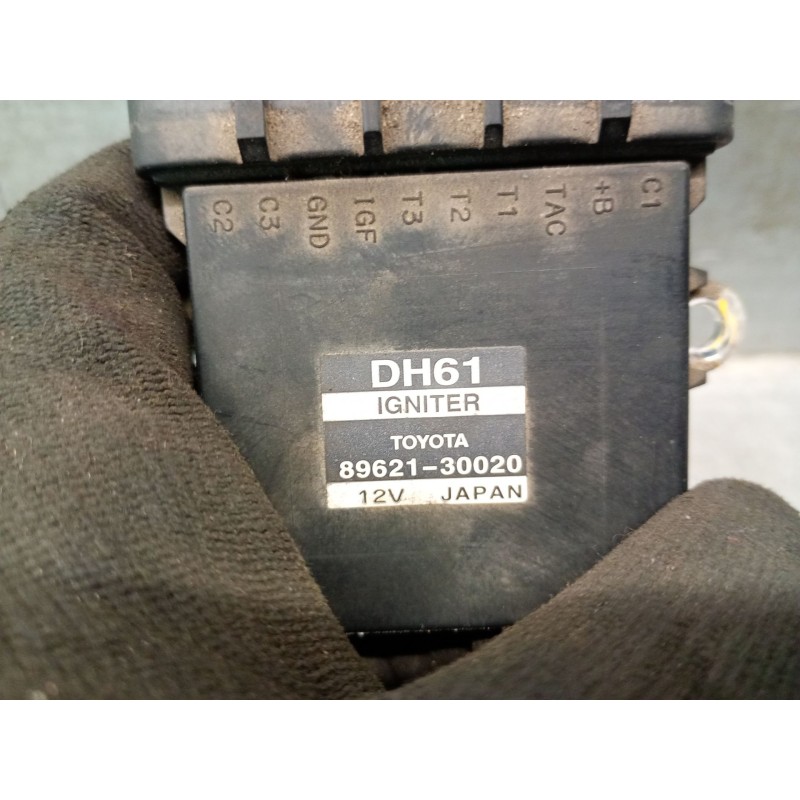 C2 C3 GND IGF T3 T2 T1 TAC +B C1
DH61
IGNITER
TOYOTA
89621-30020
12V JAPAN